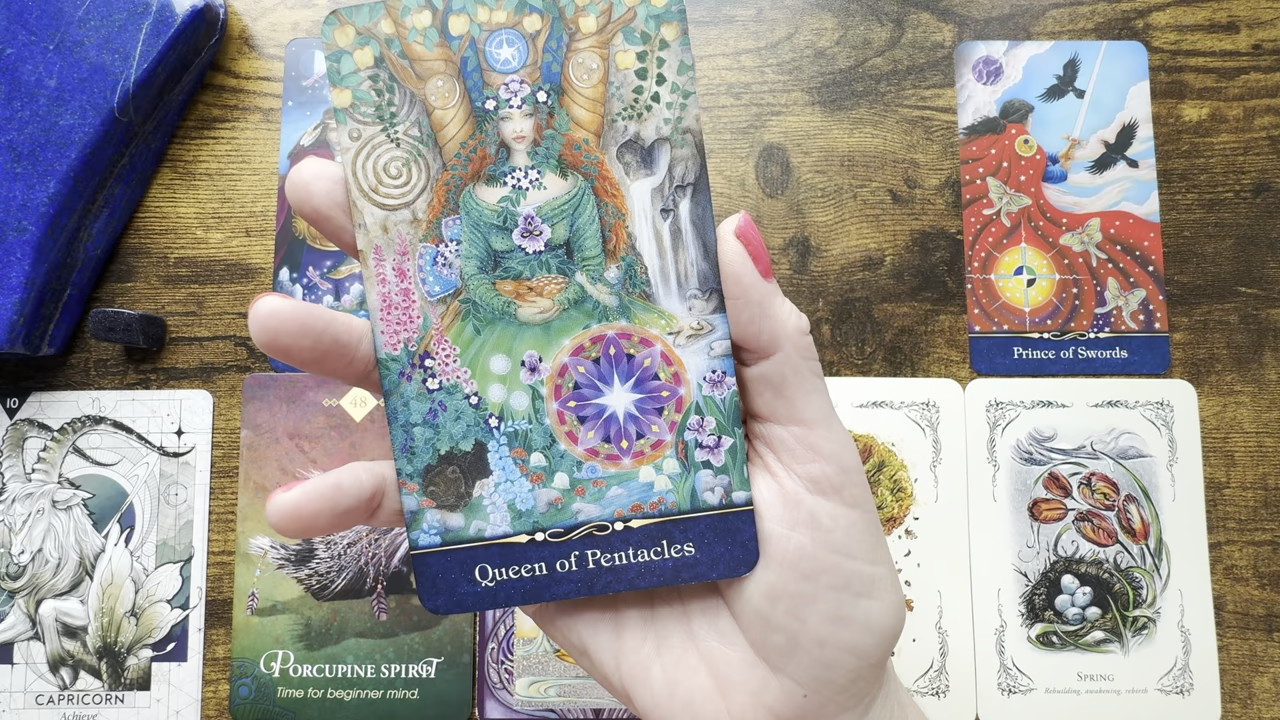 Queen of Pentacles
Prince of Swords
10
CAPRICORN
Achieve
48
PORCUPINE SPIRIT
Time for beginner mind.
SPRING
Rebuilding, awakening, rebirth